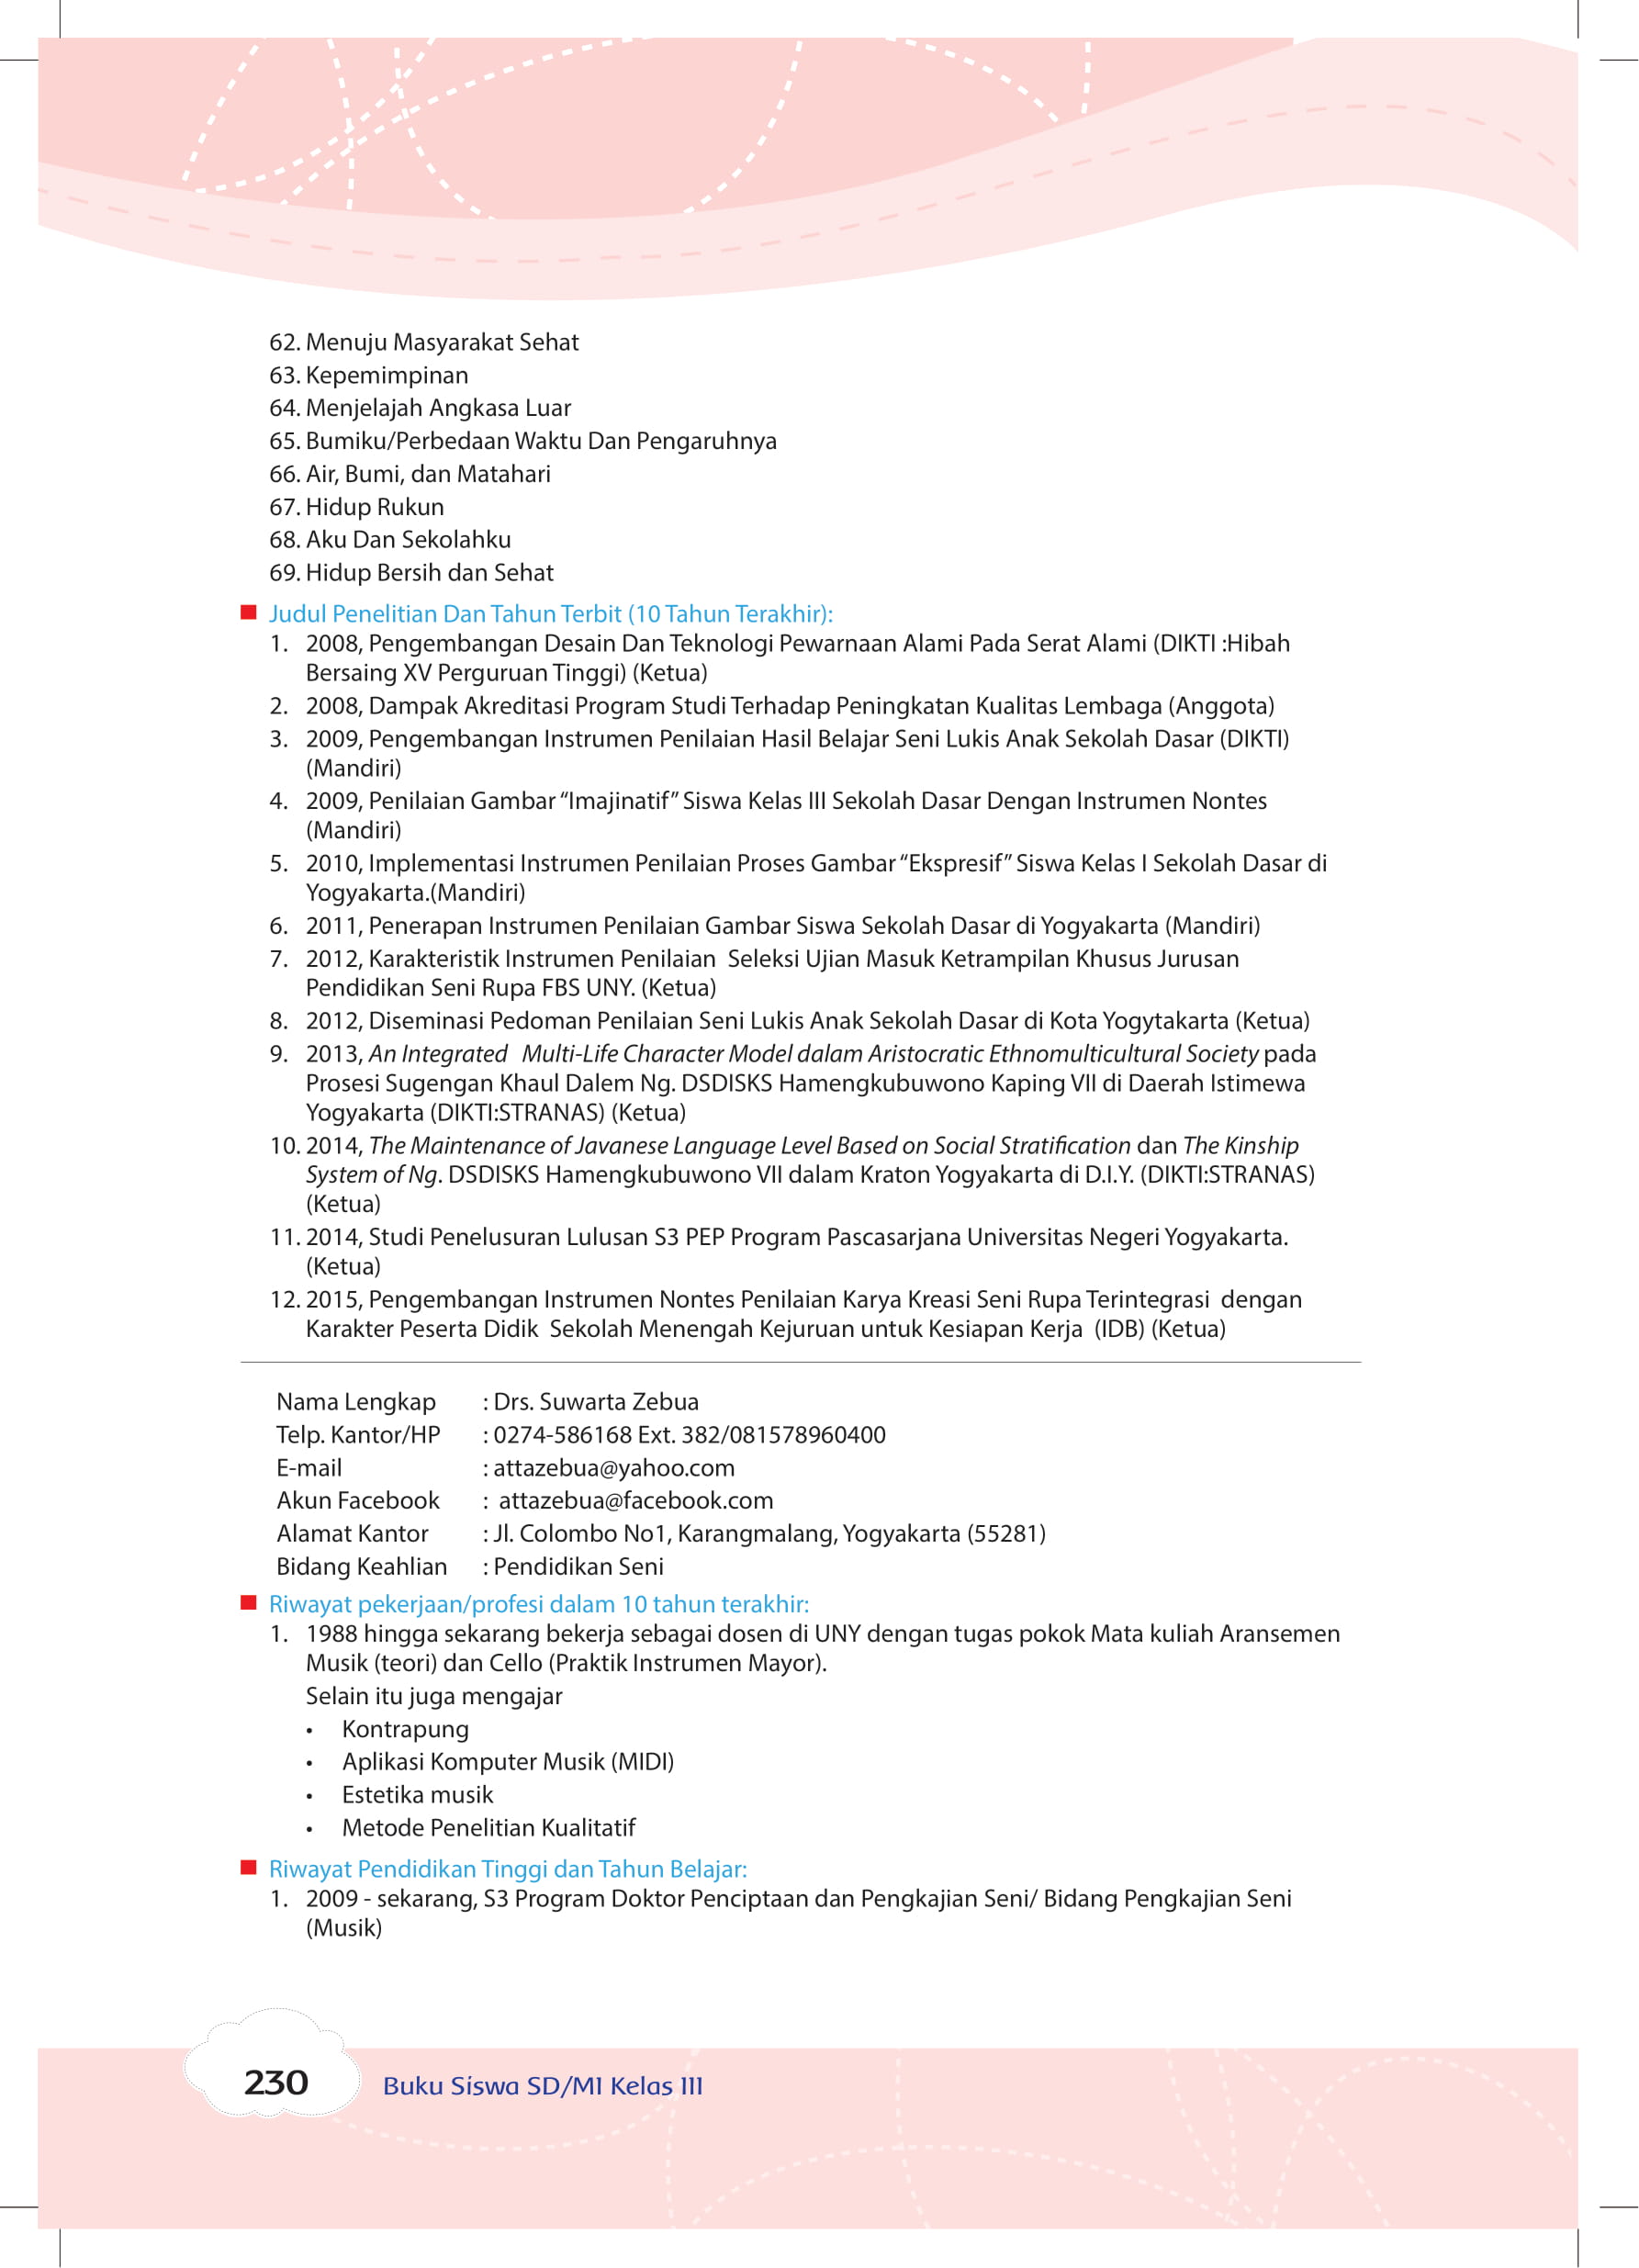 62. Menuju Masyarakat Sehat
63. Kepemimpinan
64. Menjelajah Angkasa Luar
65. Bumiku/Perbedaan Waktu Dan Pengaruhnya
66. Air, Bumi, dan Matahari
67. Hidup Rukun
68. Aku Dan Sekolahku
69. Hidup Bersih dan Sehat
Judul Penelitian Dan Tahun Terbit (10 Tahun Terakhir):
1. 2008, Pengembangan Desain Dan Teknologi Pewarnaan Alami Pada Serat Alami (DIKTI :Hibah
Bersaing XV Perguruan Tinggi) (Ketua)
2. 2008, Dampak Akreditasi Program Studi Terhadap Peningkatan Kualitas Lembaga (Anggota)
3. 2009, Pengembangan Instrumen Penilaian Hasil Belajar Seni Lukis Anak Sekolah Dasar (DIKTI)
(Mandiri)
4. 2009, Penilaian Gambar “Imajinatif” Siswa Kelas III Sekolah Dasar Dengan Instrumen Nontes
(Mandiri)
5. 2010, Implementasi Instrumen Penilaian Proses Gambar “Ekspresif” Siswa Kelas I Sekolah Dasar di
Yogyakarta.(Mandiri)
6. 2011, Penerapan Instrumen Penilaian Gambar Siswa Sekolah Dasar di Yogyakarta (Mandiri)
7. 2012, Karakteristik Instrumen Penilaian Seleksi Ujian Masuk Ketrampilan Khusus Jurusan
Pendidikan Seni Rupa FBS UNY. (Ketua)
8. 2012, Diseminasi Pedoman Penilaian Seni Lukis Anak Sekolah Dasar di Kota Yogytakarta (Ketua)
9. 2013, An Integrated Multi-Life Character Model dalam Aristocratic Ethnomulticultural Society pada
Prosesi Sugengan Khaul Dalem Ng. DSDISKS Hamengkubuwono Kaping VII di Daerah Istimewa
Yogyakarta (DIKTI:STRANAS) (Ketua)
10. 2014, The Maintenance of Javanese Language Level Based on Social Stratification dan The Kinship
System of Ng. DSDISKS Hamengkubuwono VII dalam Kraton Yogyakarta di D.I.Y. (DIKTI:STRANAS)
(Ketua)
11. 2014, Studi Penelusuran Lulusan S3 PEP Program Pascasarjana Universitas Negeri Yogyakarta.
(Ketua)
12. 2015, Pengembangan Instrumen Nontes Penilaian Karya Kreasi Seni Rupa Terintegrasi dengan
Karakter Peserta Didik Sekolah Menengah Kejuruan untuk Kesiapan Kerja (IDB) (Ketua)
Nama Lengkap : Drs. Suwarta Zebua
Telp. Kantor/HP : 0274-586168 Ext. 382/081578960400
E-mail : attazebua@yahoo.com
Akun Facebook : attazebua@facebook.com
Alamat Kantor : Jl. Colombo No1, Karangmalang, Yogyakarta (55281)
Bidang Keahlian : Pendidikan Seni
Riwayat pekerjaan/profesi dalam 10 tahun terakhir:
1. 1988 hingga sekarang bekerja sebagai dosen di UNY dengan tugas pokok Mata kuliah Aransemen
Musik (teori) dan Cello (Praktik Instrumen Mayor).
Selain itu juga mengajar
• Kontrapung
• Aplikasi Komputer Musik (MIDI)
• Estetika musik
• Metode Penelitian Kualitatif
Riwayat Pendidikan Tinggi dan Tahun Belajar:
1. 2009 - sekarang, S3 Program Doktor Penciptaan dan Pengkajian Seni/ Bidang Pengkajian Seni
(Musik)
230 Buku Siswa SD/MI Kelas III